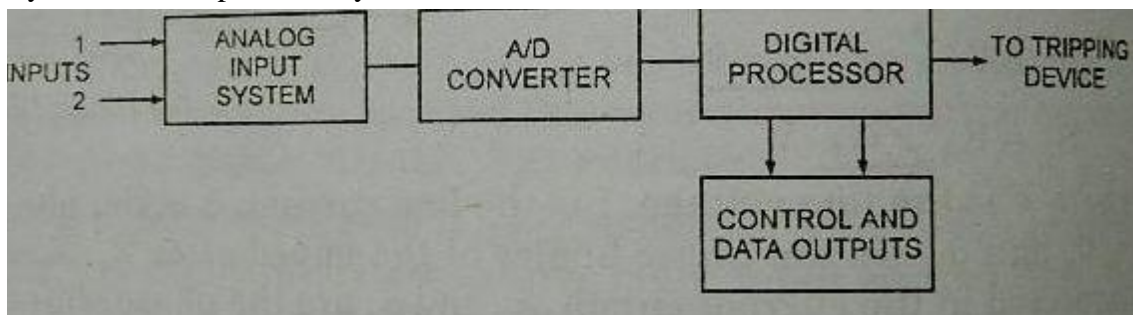 1
INPUTS
2
ANALOG
INPUT
SYSTEM
A/D
CONVERTER
DIGITAL
PROCESSOR
TO TRIPPING
DEVICE
CONTROL AND
DATA OUTPUTS